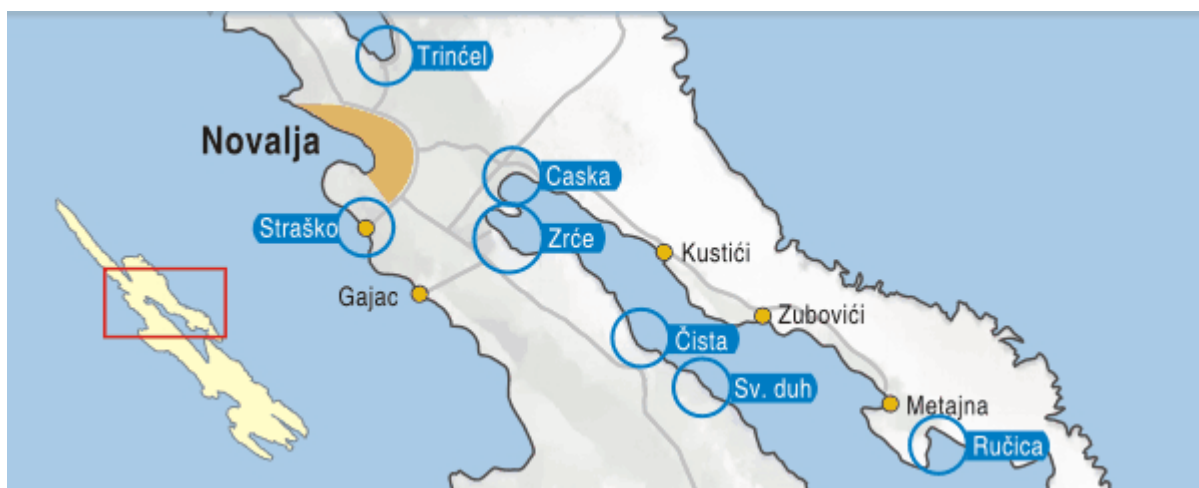 Trinćel
Novalja
Caska
Straško
Zrće
Kustići
Gajac
Zubovići
Čista
Sv. duh
Metajna
Ručica